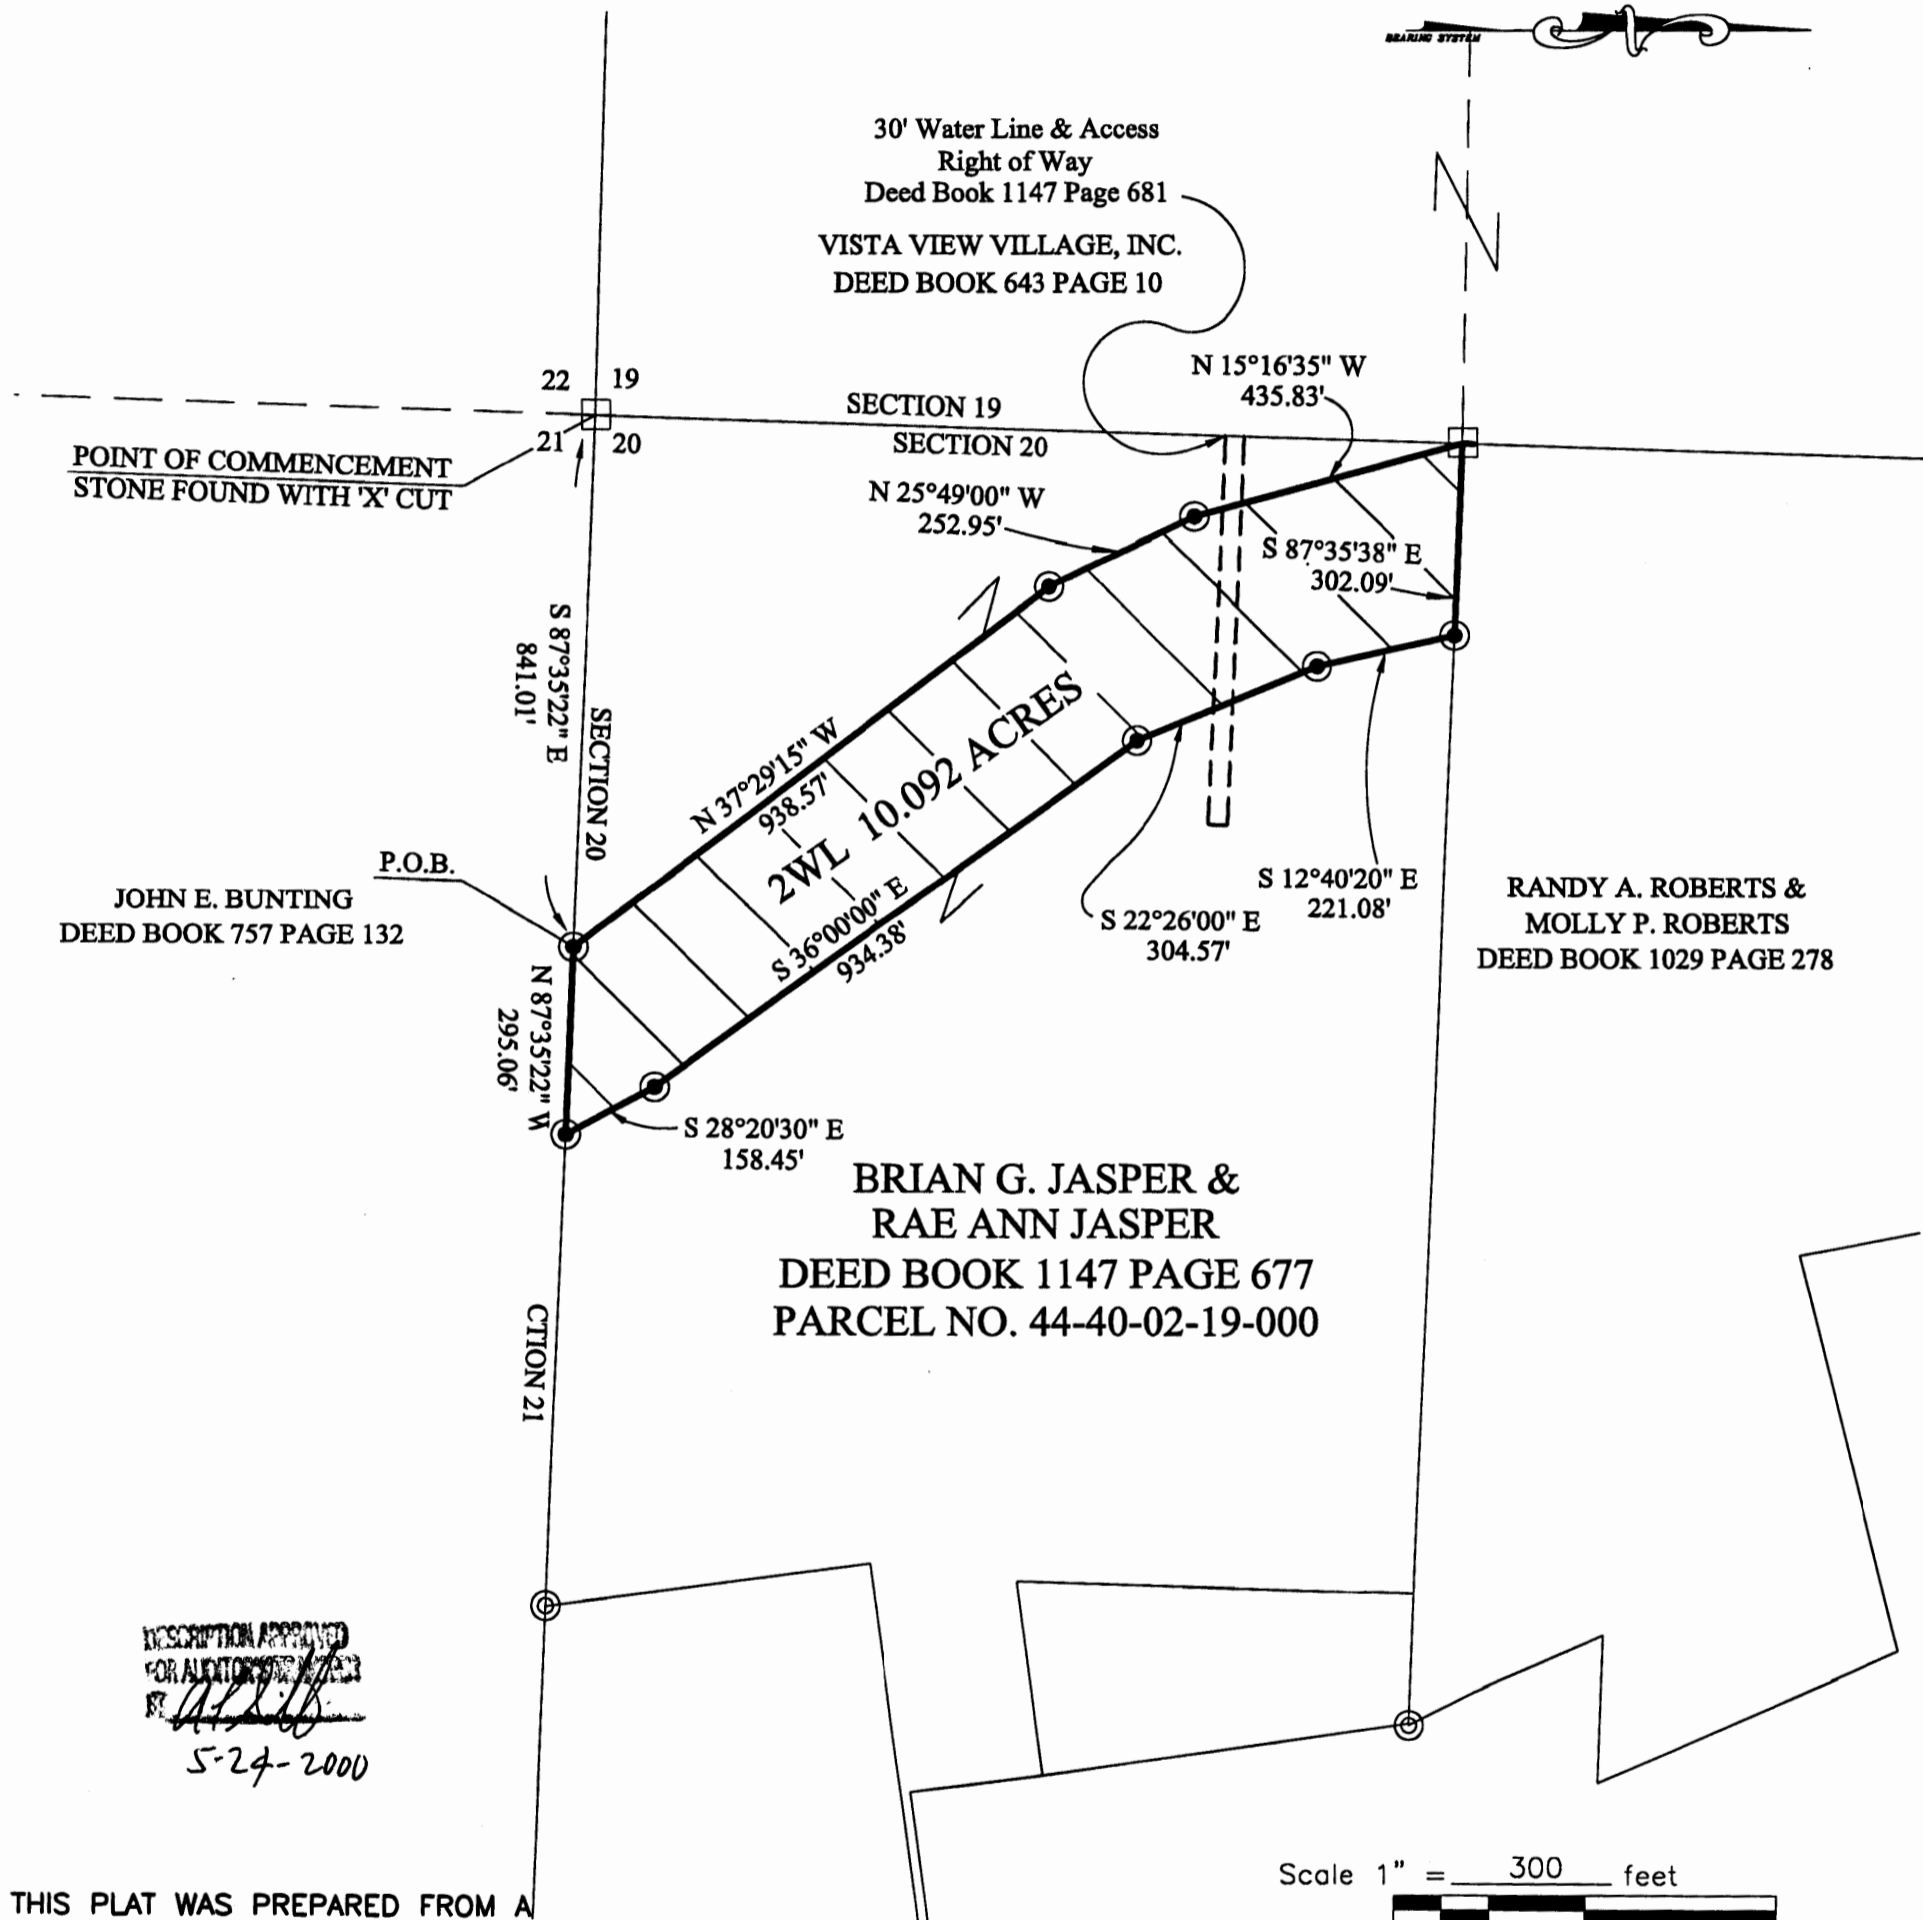 BEARING SYSTEM
30' Water Line & Access
Right of Way
Deed Book 1147 Page 681
VISTA VIEW VILLAGE, INC.
DEED BOOK 643 PAGE 10
N 15°16'35" W
435.83'
22
19
SECTION 19
21
20
SECTION 20
POINT OF COMMENCEMENT
STONE FOUND WITH 'X' CUT
N 25°49'00" W
252.95'
S 87°35'38" E
302.09'
S 87°35'22" E
841.01'
SECTION 20
N 37°29'15" W
938.57'
2WL 10.092 ACRES
P.O.B.
JOHN E. BUNTING
DEED BOOK 757 PAGE 132
S 36°00'00" E
934.38'
S 12°40'20" E
221.08'
S 22°26'00" E
304.57'
RANDY A. ROBERTS &
MOLLY P. ROBERTS
DEED BOOK 1029 PAGE 278
N 87°35'22" W
295.06'
S 28°20'30" E
158.45'
BRIAN G. JASPER &
RAE ANN JASPER
DEED BOOK 1147 PAGE 677
PARCEL NO. 44-40-02-19-000
CTION 21
DESCRIPTION APPROVED
FOR AUDITOR'S
BY
5-24-2000
Scale 1" = 300 feet
THIS PLAT WAS PREPARED FROM A